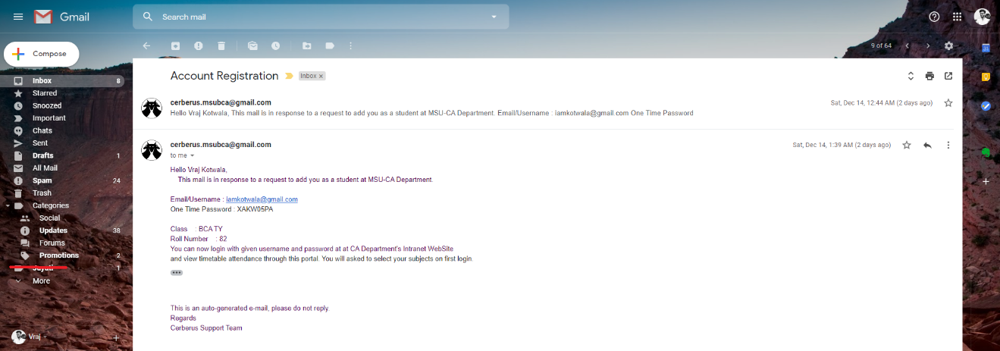 Gmail
Search mail
Compose
9 of 64
Inbox 8
Starred
Snoozed
Important
Chats
Sent
Drafts 1
All Mail
Spam 24
Trash
Categories
Social
Updates 38
Forums
Promotions 2
1
More
Vraj
Account Registration Inbox x
cerberus.msubca@gmail.com Sat, Dec 14, 12:44 AM (2 days ago)
Hello Vraj Kotwala, This mail is in response to a request to add you as a student at MSU-CA Department. Email/Username : iamkotwala@gmail.com One Time Password
cerberus.msubca@gmail.com Sat, Dec 14, 1:39 AM (2 days ago)
to me
Hello Vraj Kotwala,
This mail is in response to a request to add you as a student at MSU-CA Department.
Email/Username : iamkotwala@gmail.com
One Time Password : XAKW05PA
Class : BCA TY
Roll Number : 82
You can now login with given username and password at at CA Department's Intranet WebSite
and view timetable attendance through this portal. You will asked to select your subjects on first login.
This is an auto-generated e-mail, please do not reply.
Regards
Cerberus Support Team